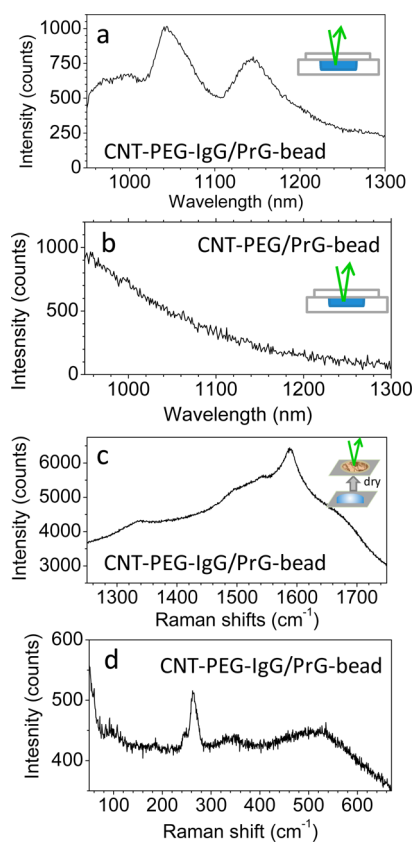 a
Intensity (counts)
1000
750
500
250
CNT-PEG-IgG/PrG-bead
1000 1100 1200 1300
Wavelength (nm)
b
CNT-PEG/PrG-bead
Intesnsity (counts)
1000
500
0
1000 1100 1200 1300
Wavelength (nm)
c
dry
Intensity (counts)
6000
5000
4000
3000
CNT-PEG-IgG/PrG-bead
1300 1400 1500 1600 1700
Raman shifts (cm-1)
d
CNT-PEG-IgG/PrG-bead
Intesnity (counts)
600
500
400
100 200 300 400 500 600
Raman shift (cm-1)